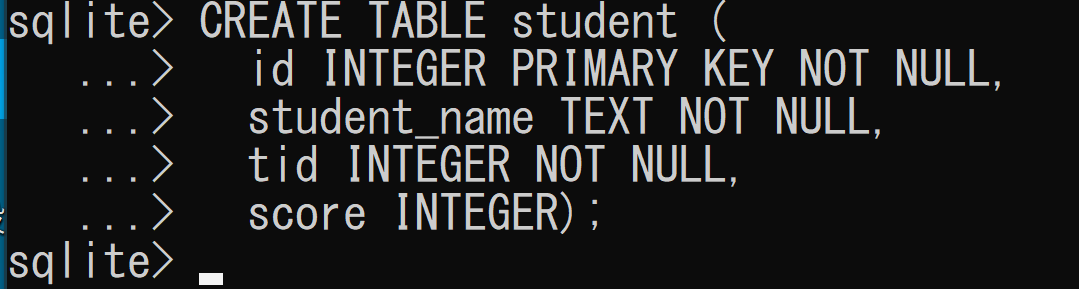 sqlite> CREATE TABLE student (
   ...>   id INTEGER PRIMARY KEY NOT NULL,
   ...>   student_name TEXT NOT NULL,
   ...>   tid INTEGER NOT NULL,
   ...>   score INTEGER);
sqlite>